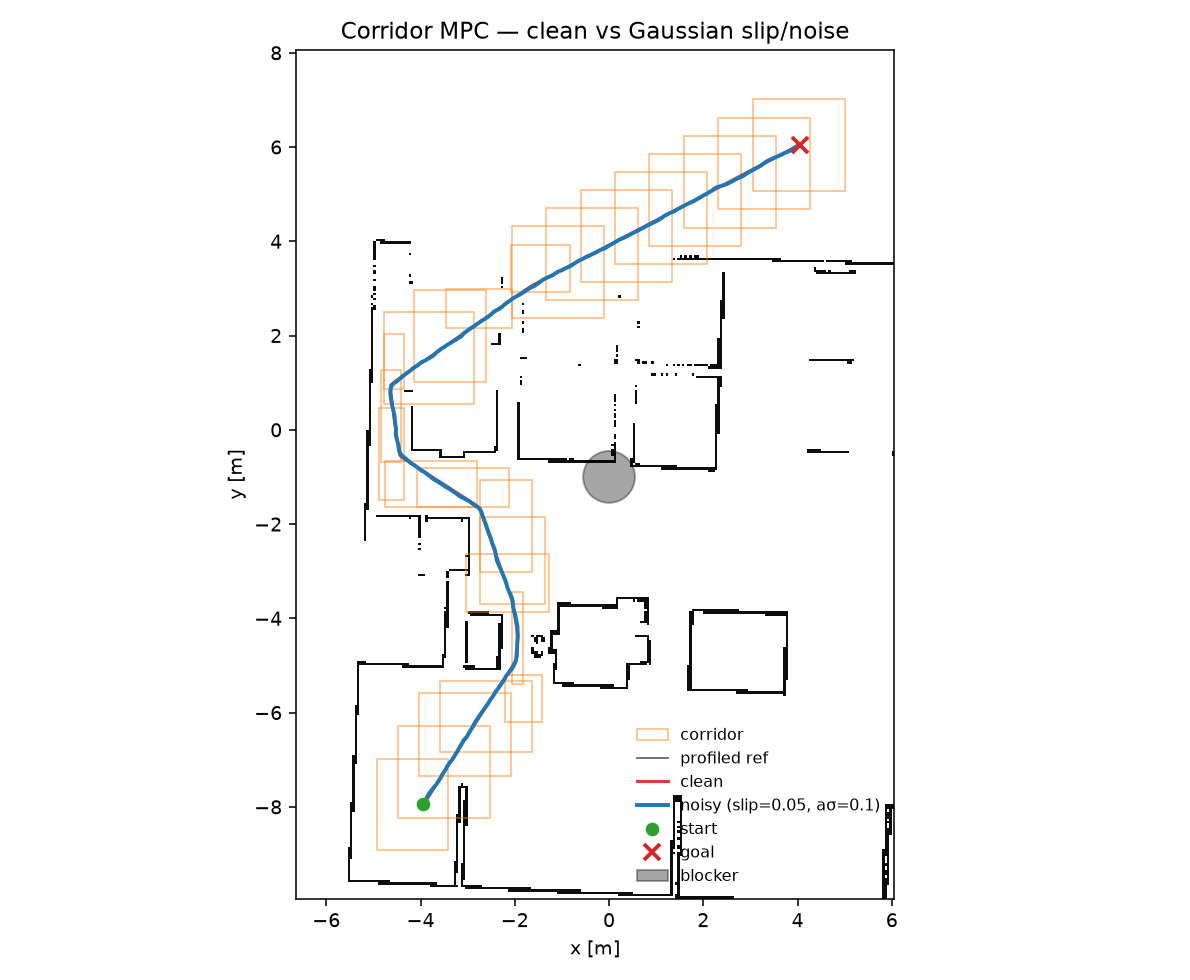 Corridor MPC — clean vs Gaussian slip/noise
8
6
4
2
0
−2
−4
−6
−8
y [m]
corridor
profiled ref
clean
noisy (slip=0.05, aσ=0.1)
start
goal
blocker
−6 −4 −2 0 2 4 6
x [m]